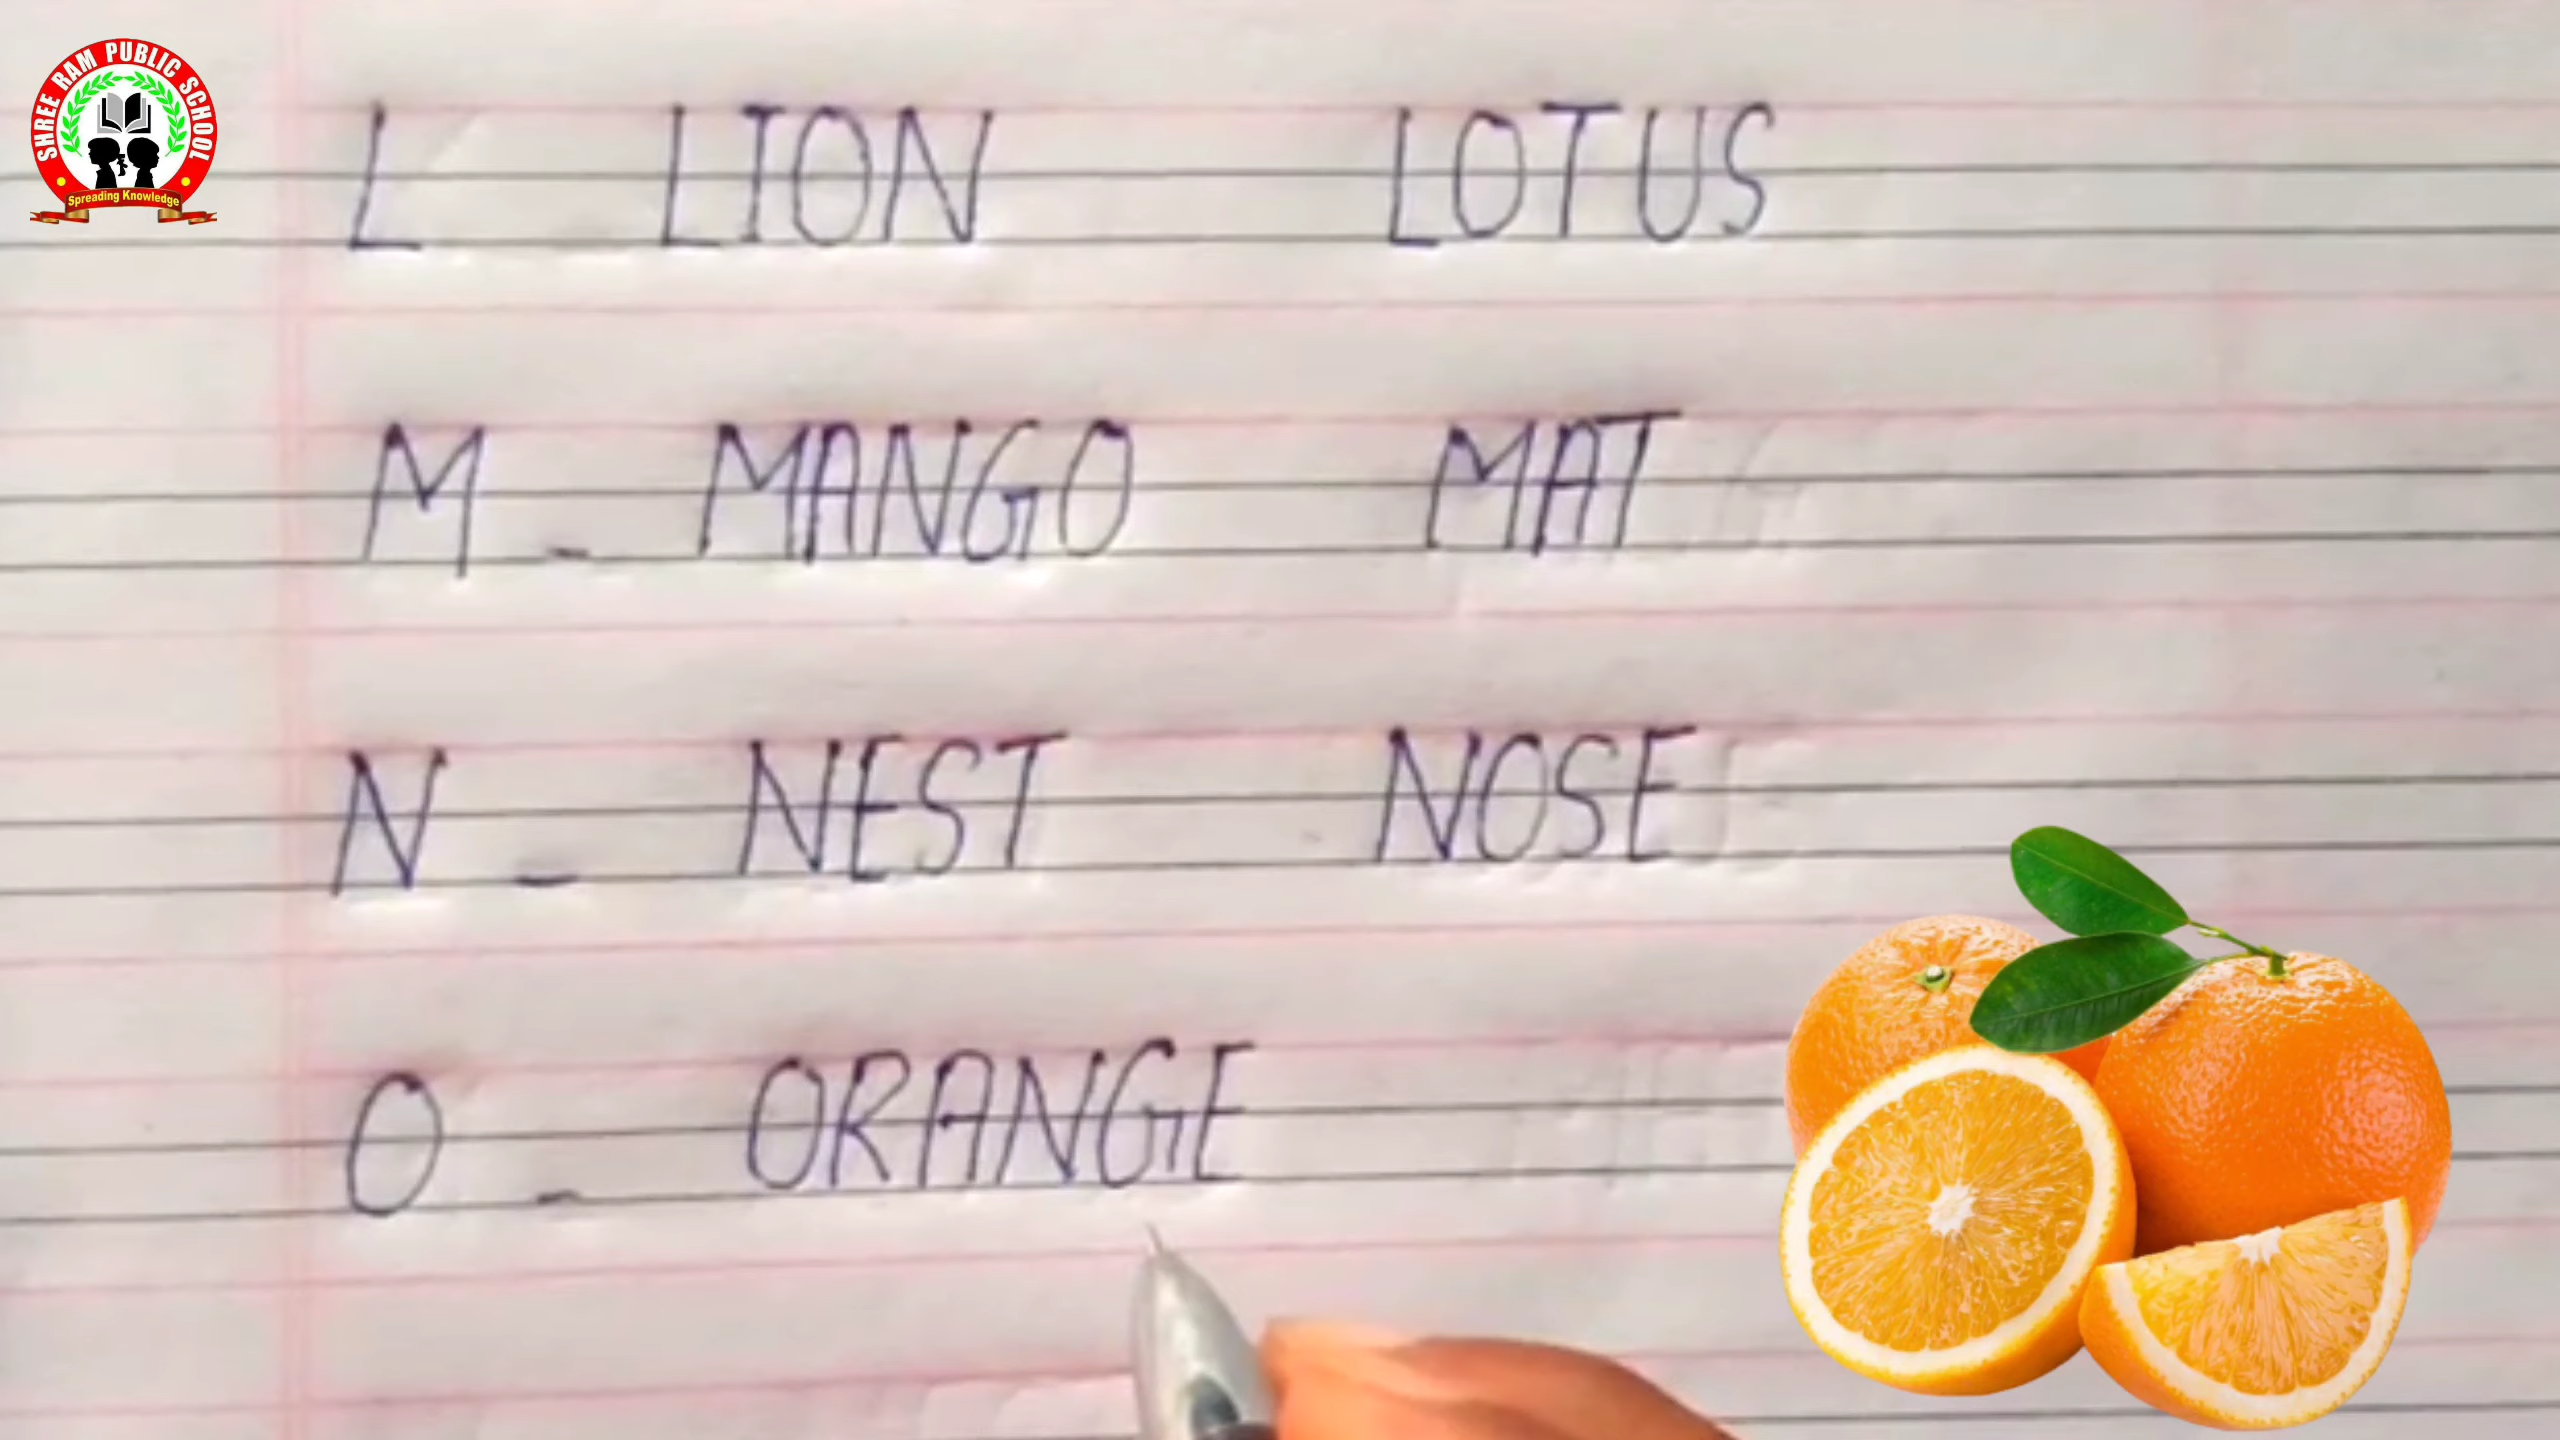 SHREE RAM PUBLIC SCHOOL
Spreading Knowledge
L _ LION LOTUS
M _ MANGO MAT
N _ NEST NOSE
O _ ORANGE